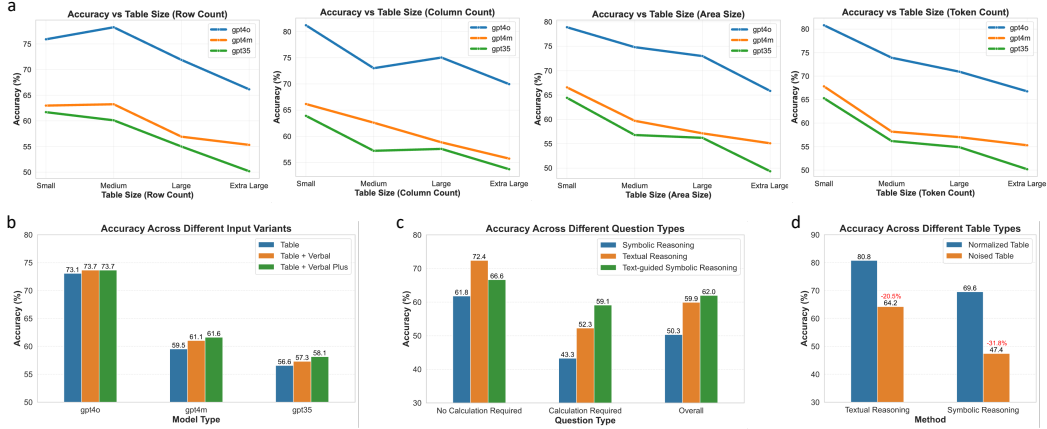 a
Accuracy vs Table Size (Row Count)
gpt4o
gpt4m
gpt35
Accuracy (%)
75
70
65
60
55
50
Small
Medium
Large
Extra Large
Table Size (Row Count)
Accuracy vs Table Size (Column Count)
gpt4o
gpt4m
gpt35
Accuracy (%)
80
75
70
65
60
55
Small
Medium
Large
Extra Large
Table Size (Column Count)
Accuracy vs Table Size (Area Size)
gpt4o
gpt4m
gpt35
Accuracy (%)
80
75
70
65
60
55
50
Small
Medium
Large
Extra Large
Table Size (Area Size)
Accuracy vs Table Size (Token Count)
gpt4o
gpt4m
gpt35
Accuracy (%)
80
75
70
65
60
55
50
Small
Medium
Large
Extra Large
Table Size (Token Count)
b
Accuracy Across Different Input Variants
Table
Table + Verbal
Table + Verbal Plus
Accuracy (%)
80
75
70
65
60
55
50
73.1 73.7 73.7
59.5 61.1 61.6
56.6 57.3 58.1
gpt4o
gpt4m
gpt35
Model Type
c
Accuracy Across Different Question Types
Symbolic Reasoning
Textual Reasoning
Text-guided Symbolic Reasoning
Accuracy (%)
80
70
60
50
40
30
61.8 72.4 66.6
43.3 52.3 59.1
50.3 59.9 62.0
No Calculation Required
Calculation Required
Overall
Question Type
d
Accuracy Across Different Table Types
Normalized Table
Noised Table
Accuracy (%)
90
80
70
60
50
40
30
80.8
-20.5%
64.2
69.6
-31.8%
47.4
Textual Reasoning
Symbolic Reasoning
Method